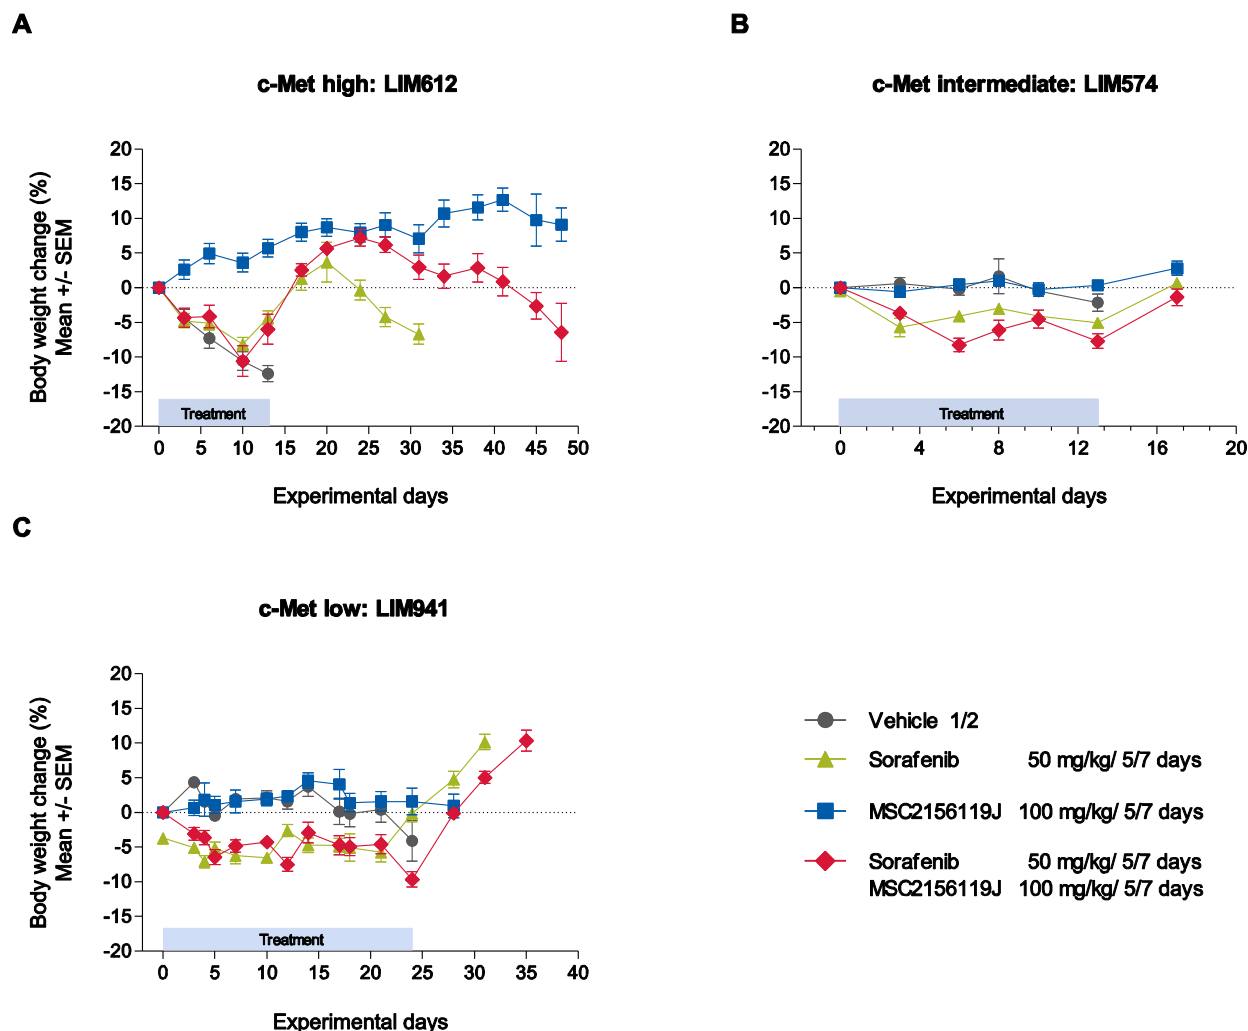 A
B
c-Met high: LIM612
c-Met intermediate: LIM574
Body weight change (%)
Mean +/- SEM
20
15
10
5
0
-5
-10
-15
-20
Treatment
0 5 10 15 20 25 30 35 40 45 50
Experimental days
20
15
10
5
0
-5
-10
-15
-20
Treatment
0 4 8 12 16 20
Experimental days
C
c-Met low: LIM941
Body weight change (%)
Mean +/- SEM
20
15
10
5
0
-5
-10
-15
-20
Treatment
0 5 10 15 20 25 30 35 40
Experimental days
Vehicle 1/2
Sorafenib 50 mg/kg/ 5/7 days
MSC2156119J 100 mg/kg/ 5/7 days
Sorafenib 50 mg/kg/ 5/7 days
MSC2156119J 100 mg/kg/ 5/7 days